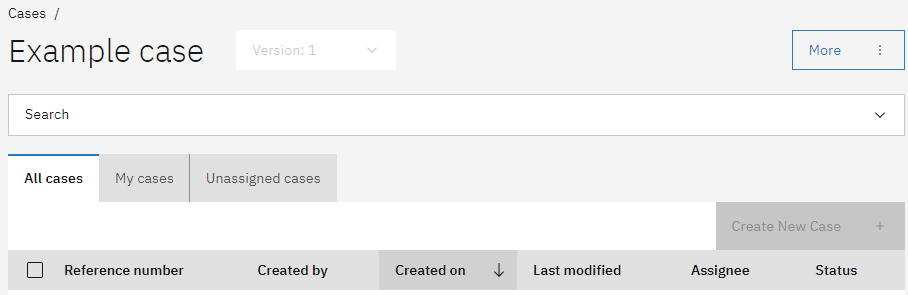 Cases /
Example case
Version: 1
More
Search
All cases My cases Unassigned cases
Create New Case +
Reference number Created by Created on Last modified Assignee Status